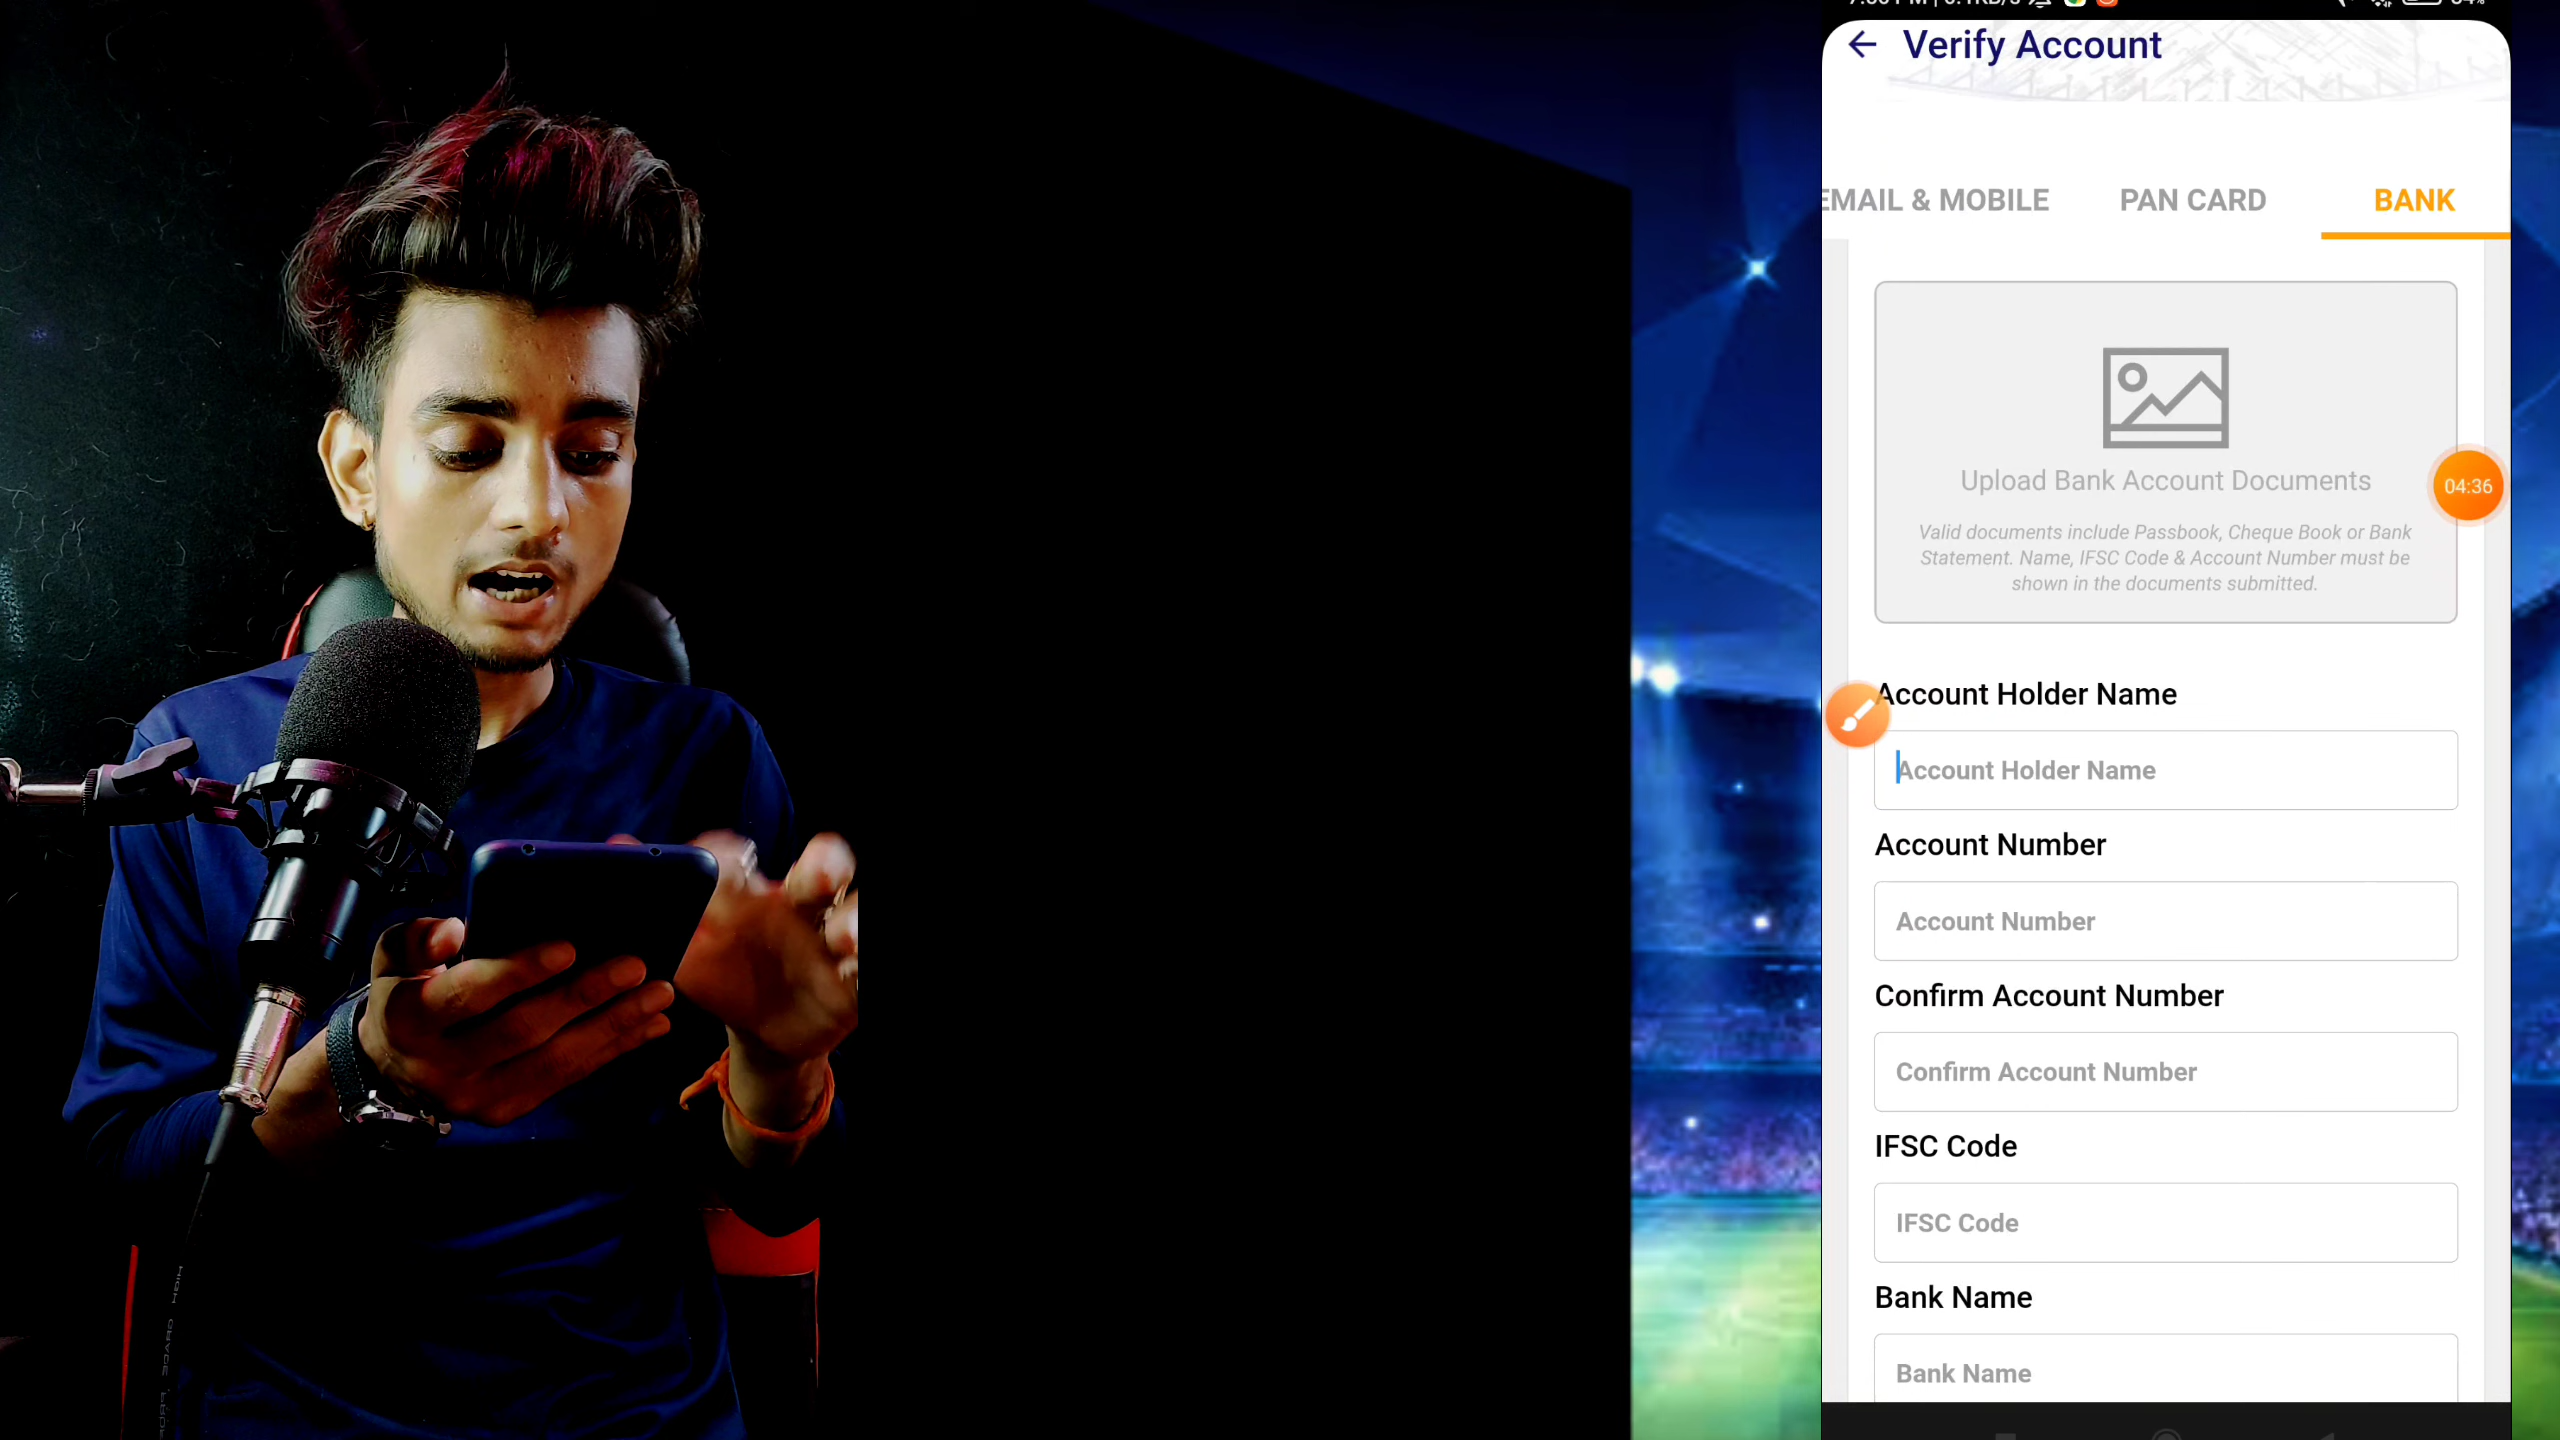 Verify Account
EMAIL & MOBILE
PAN CARD
BANK
Upload Bank Account Documents
Valid documents include Passbook, Cheque Book or Bank
Statement. Name, IFSC Code & Account Number must be
shown in the documents submitted.
04:36
Account Holder Name
Account Holder Name
Account Number
Account Number
Confirm Account Number
Confirm Account Number
IFSC Code
IFSC Code
Bank Name
Bank Name